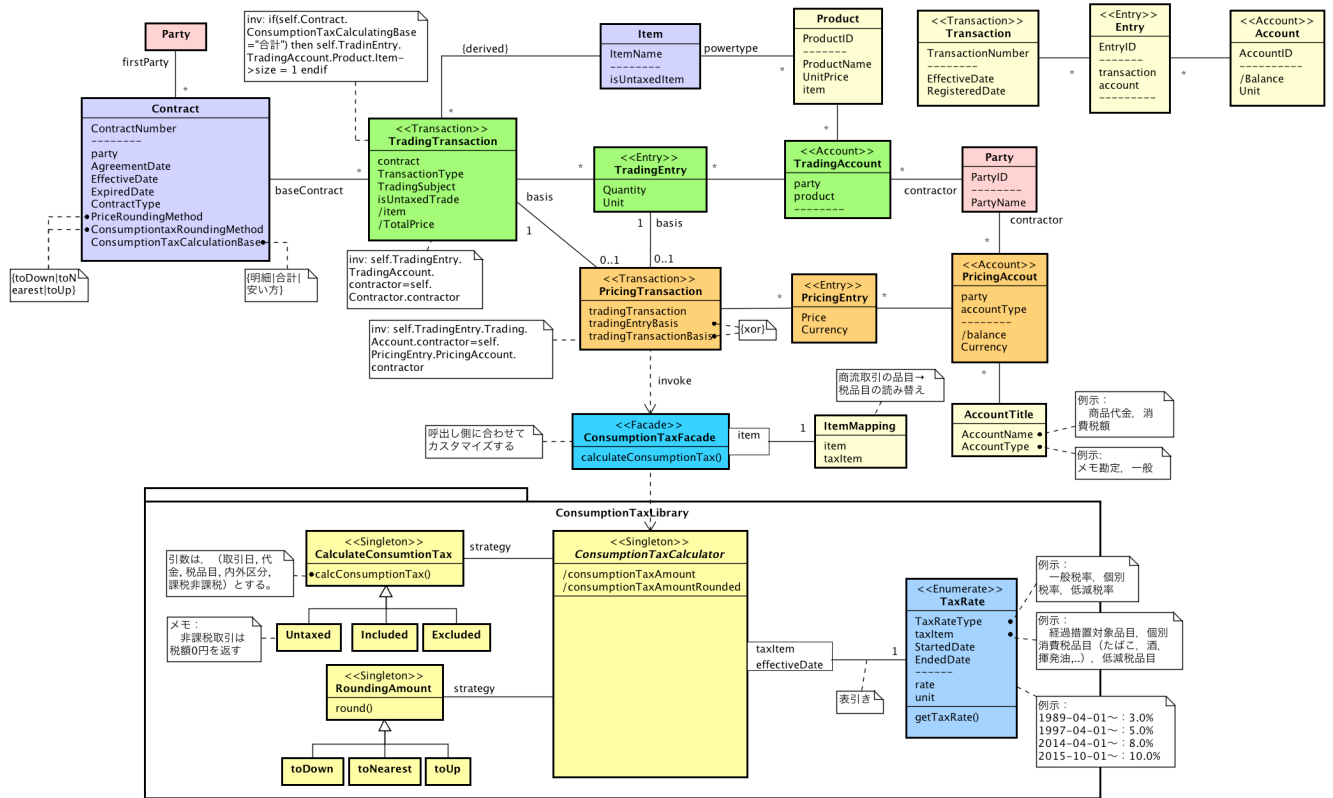 Party
firstParty
inv: if(self.Contract.
ConsumptionTaxCalculatingBase
="合計") then self.TradinEntry.
TradingAccount.Product.Item-
>size = 1 endif
{derived}
*
Item
ItemName
--------
isUntaxedItem
powertype
*
Product
ProductID
-------
ProductName
UnitPrice
item
*
<<Transaction>>
Transaction
TransactionNumber
--------
EffectiveDate
RegisteredDate
*
<<Entry>>
Entry
EntryID
-------
transaction
account
---------
*
<<Account>>
Account
AccountID
-----------
/Balance
Unit
*
Contract
ContractNumber
--------
party
AgreementDate
EffectiveDate
ExpiredDate
ContractType
PriceRoundingMethod
ConsumptiontaxRoundingMethod
ConsumptionTaxCalculationBase
{toDown|toN
earest|toUp}
{明細|合計|
安い方}
*
baseContract
<<Transaction>>
TradingTransaction
contract
TransactionType
TradingSubject
isUntaxedTrade
/item
/TotalPrice
*
basis
1
<<Entry>>
TradingEntry
Quantity
Unit
*
1
basis
<<Account>>
TradingAccount
party
product
--------
*
contractor
Party
PartyID
--------
PartyName
contractor
*
inv: self.TradingEntry.
TradingAccount.
contractor=self.
Contractor.contractor
0..1
0..1
<<Transaction>>
PricingTransaction
tradingTransaction
tradingEntryBasis
tradingTransactionBasis
{xor}
*
<<Entry>>
PricingEntry
Price
Currency
*
<<Account>>
PricingAccout
party
accountType
--------
/balance
Currency
*
inv: self.TradingEntry.Trading.
Account.contractor=self.
PricingEntry.PricingAccount.
contractor
invoke
商流取引の品目→
税品目の読み替え
呼出し側に合わせて
カスタマイズする
<<Facade>>
ConsumptionTaxFacade
calculateConsumptionTax()
item
1
ItemMapping
item
taxItem
AccountTitle
AccountName
AccountType
例示：
商品代金，消
費税額
例示:
メモ勘定，一般
ConsumptionTaxLibrary
引数は，（取引日, 代
金, 税品目, 内外区分,
課税非課税）とする。
<<Singleton>>
CalculateConsumtionTax
calcConsumptionTax()
strategy
メモ：
非課税取引は
税額0円を返す
Untaxed
Included
Excluded
<<Singleton>>
ConsumptionTaxCalculator
/consumptionTaxAmount
/consumptionTaxAmountRounded
<<Singleton>>
RoundingAmount
round()
strategy
toDown
toNearest
toUp
taxItem
effectiveDate
1
表引き
<<Enumerate>>
TaxRate
TaxRateType
taxItem
StartedDate
EndedDate
------
rate
unit
getTaxRate()
例示：
一般税率，個別
税率，低減税率
例示：
経過措置対象品目，個別
消費税品目（たばこ，酒，
揮発油,..），低減税品目
例示：
1989-04-01〜：3.0%
1997-04-01〜：5.0%
2014-04-01〜：8.0%
2015-10-01〜：10.0%